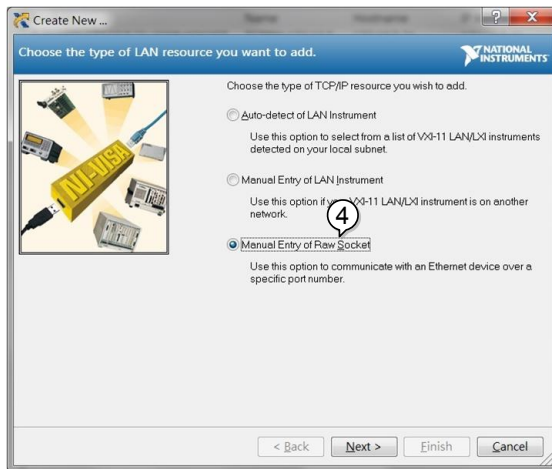 Create New ...
Choose the type of LAN resource you want to add.
NATIONAL
INSTRUMENTS
NI-VISA
Choose the type of TCP/IP resource you wish to add.
Auto-detect of LAN Instrument
Use this option to select from a list of VXI-11 LAN/LXI instruments
detected on your local subnet.
Manual Entry of LAN Instrument
Use this option if VXI-11 LAN/LXI instrument is on another
network.
4
Manual Entry of Raw Socket
Use this option to communicate with an Ethernet device over a
specific port number.
< Back
Next >
Finish
Cancel